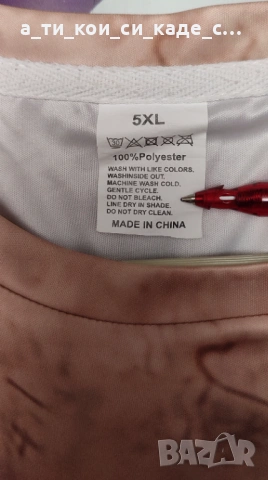 а_ти_кои_си_каде_с...
5XL
100%Polyester
WASH WITH LIKE COLORS.
WASHINSIDE OUT.
MACHINE WASH COLD.
GENTLE CYCLE.
DO NOT BLEACH.
LINE DRY IN SHADE.
DO NOT DRY CLEAN.
MADE IN CHINA
BAZAR